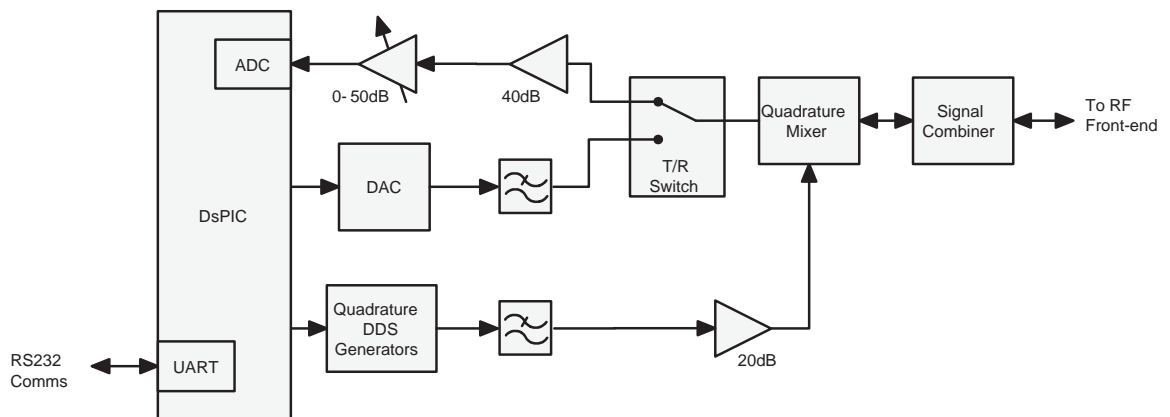 ADC
0- 50dB
40dB
Quadrature
Mixer
Signal
Combiner
To RF
Front-end
T/R
Switch
DAC
DsPIC
Quadrature
DDS
Generators
20dB
RS232
Comms
UART